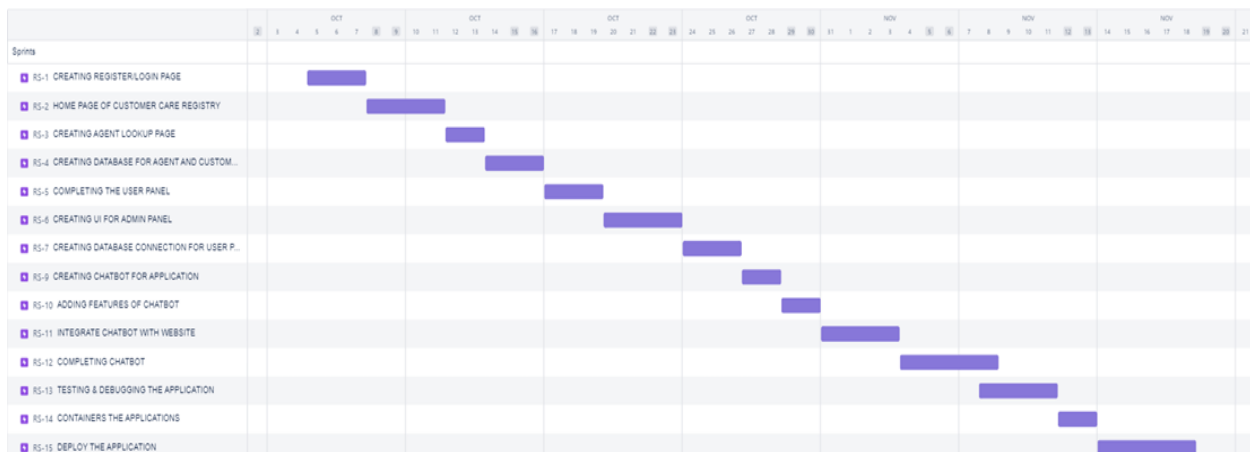 OCT OCT OCT OCT NOV NOV NOV
2 3 4 5 6 7 8 9 10 11 12 13 14 15 16 17 18 19 20 21 22 23 24 25 26 27 28 29 30 31 1 2 3 4 5 6 7 8 9 10 11 12 13 14 15 16 17 18 19 20 21
Sprints
RS-1 CREATING REGISTER/LOGIN PAGE
RS-2 HOME PAGE OF CUSTOMER CARE REGISTRY
RS-3 CREATING AGENT LOOKUP PAGE
RS-4 CREATING DATABASE FOR AGENT AND CUSTOM...
RS-5 COMPLETING THE USER PANEL
RS-6 CREATING UI FOR ADMIN PANEL
RS-7 CREATING DATABASE CONNECTION FOR USER P...
RS-9 CREATING CHATBOT FOR APPLICATION
RS-10 ADDING FEATURES OF CHATBOT
RS-11 INTEGRATE CHATBOT WITH WEBSITE
RS-12 COMPLETING CHATBOT
RS-13 TESTING & DEBUGGING THE APPLICATION
RS-14 CONTAINERS THE APPLICATIONS
RS-15 DEPLOY THE APPLICATION